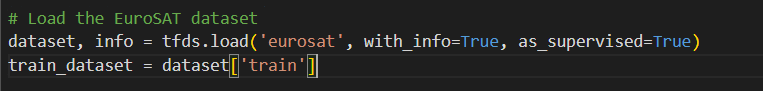 # Load the EuroSAT dataset
dataset, info = tfds.load('eurosat', with_info=True, as_supervised=True)
train_dataset = dataset['train']